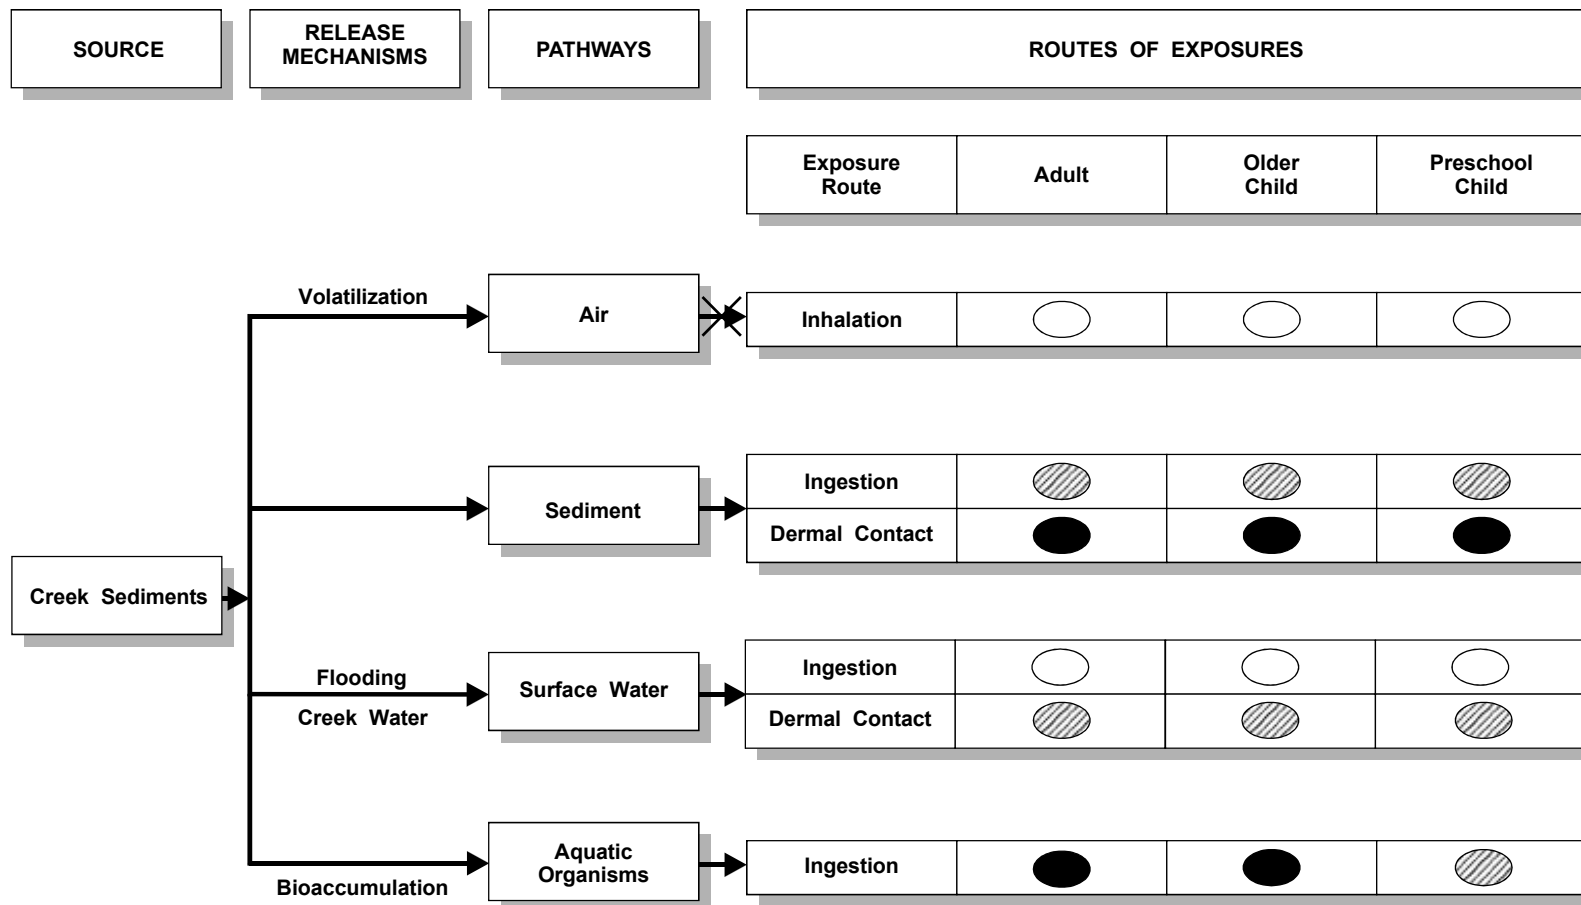 SOURCE
RELEASE
MECHANISMS
PATHWAYS
ROUTES OF EXPOSURES
Exposure
Route
Adult
Older
Child
Preschool
Child
Volatilization
Air
Inhalation
Sediment
Ingestion
Dermal Contact
Creek Sediments
Flooding
Creek Water
Surface Water
Ingestion
Dermal Contact
Bioaccumulation
Aquatic
Organisms
Ingestion